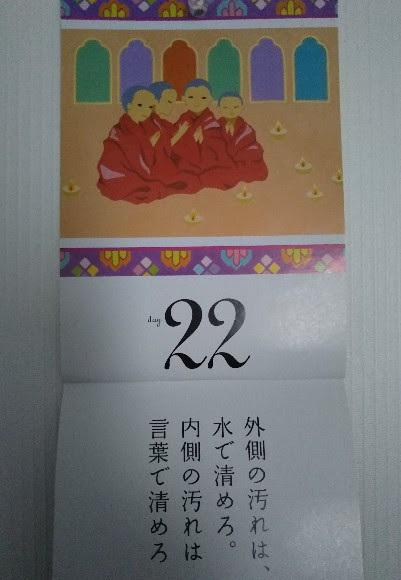 day
22
外側の汚れは、
水で清めろ。
内側の汚れは
言葉で清めろ